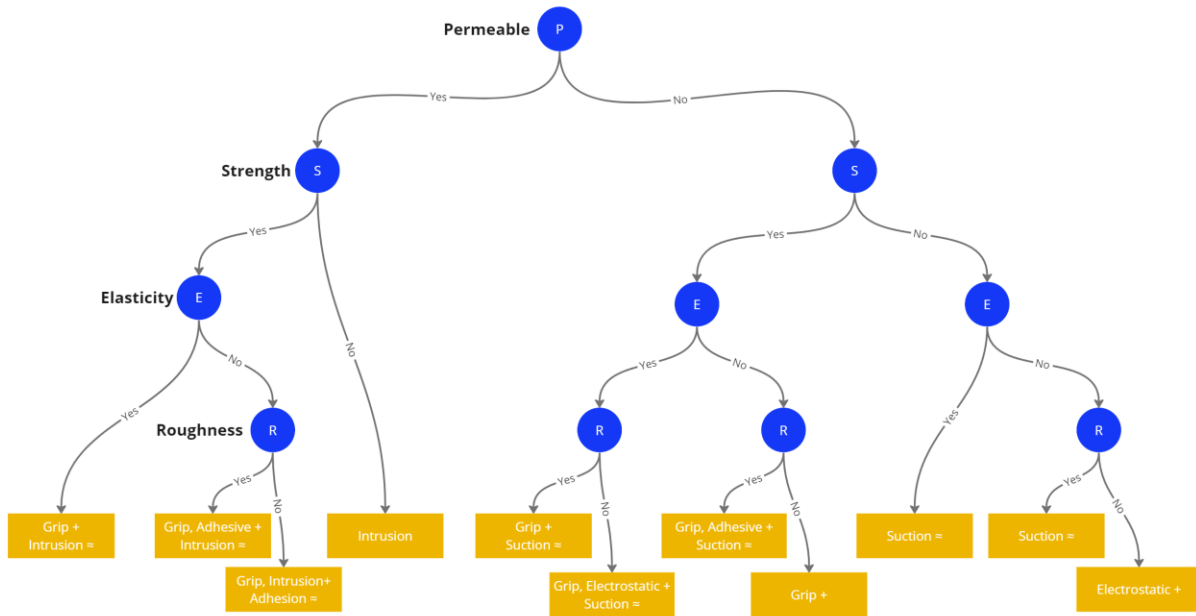 Permeable
P
Yes
No
Strength
S
S
Yes
No
Yes
No
Elasticity
E
E
E
Yes
No
Yes
No
Yes
No
Roughness
R
R
R
R
Yes
No
Yes
No
Yes
No
Yes
No
Grip +
Intrusion ≈
Grip, Adhesive +
Intrusion ≈
Intrusion
Grip +
Suction ≈
Grip, Adhesive +
Suction ≈
Suction ≈
Suction ≈
Grip, Intrusion+
Adhesion ≈
Grip, Electrostatic +
Suction ≈
Grip +
Electrostatic +